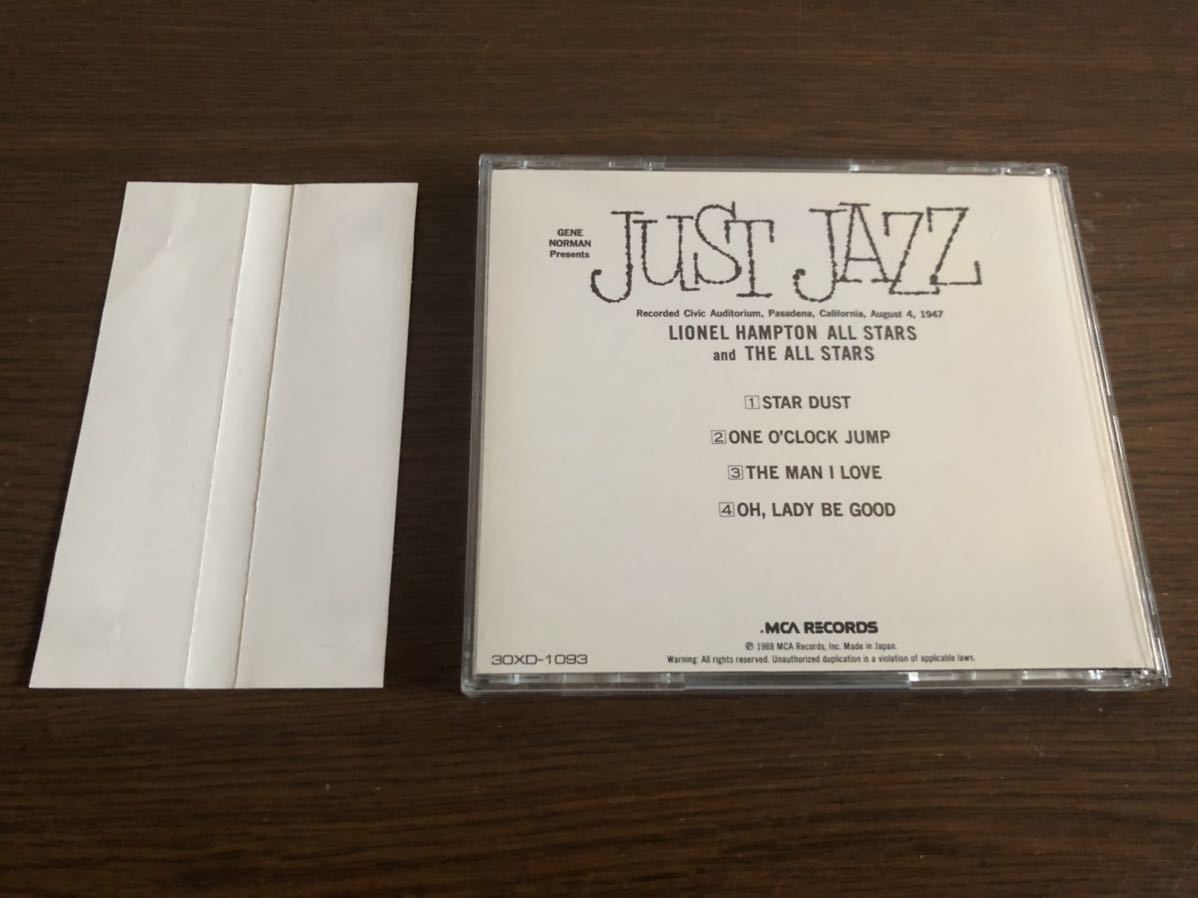 GENE
NORMAN
Presents
JUST JAZZ
Recorded Civic Auditorium, Pasadena, California, August 4, 1947
LIONEL HAMPTON ALL STARS
and THE ALL STARS
1 STAR DUST
2 ONE O'CLOCK JUMP
3 THE MAN I LOVE
4 OH, LADY BE GOOD
MCA RECORDS
℗ 1988 MCA Records, Inc. Made in Japan.
30XD-1093
Warning: All rights reserved. Unauthorized duplication is a violation of applicable laws.